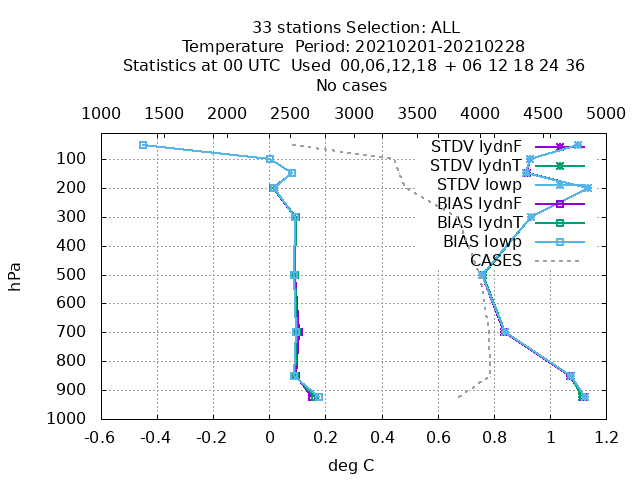 33 stations Selection: ALL
Temperature  Period: 20210201-20210228
Statistics at 00 UTC  Used  00,06,12,18  + 06 12 18 24 36
No cases
1000 1500 2000 2500 3000 3500 4000 4500 5000
STDV lydnF
STDV lydnT
STDV lowp
BIAS lydnF
BIAS lydnT
BIAS lowp
CASES
hPa
100
200
300
400
500
600
700
800
900
1000
-0.6 -0.4 -0.2 0 0.2 0.4 0.6 0.8 1 1.2
deg C